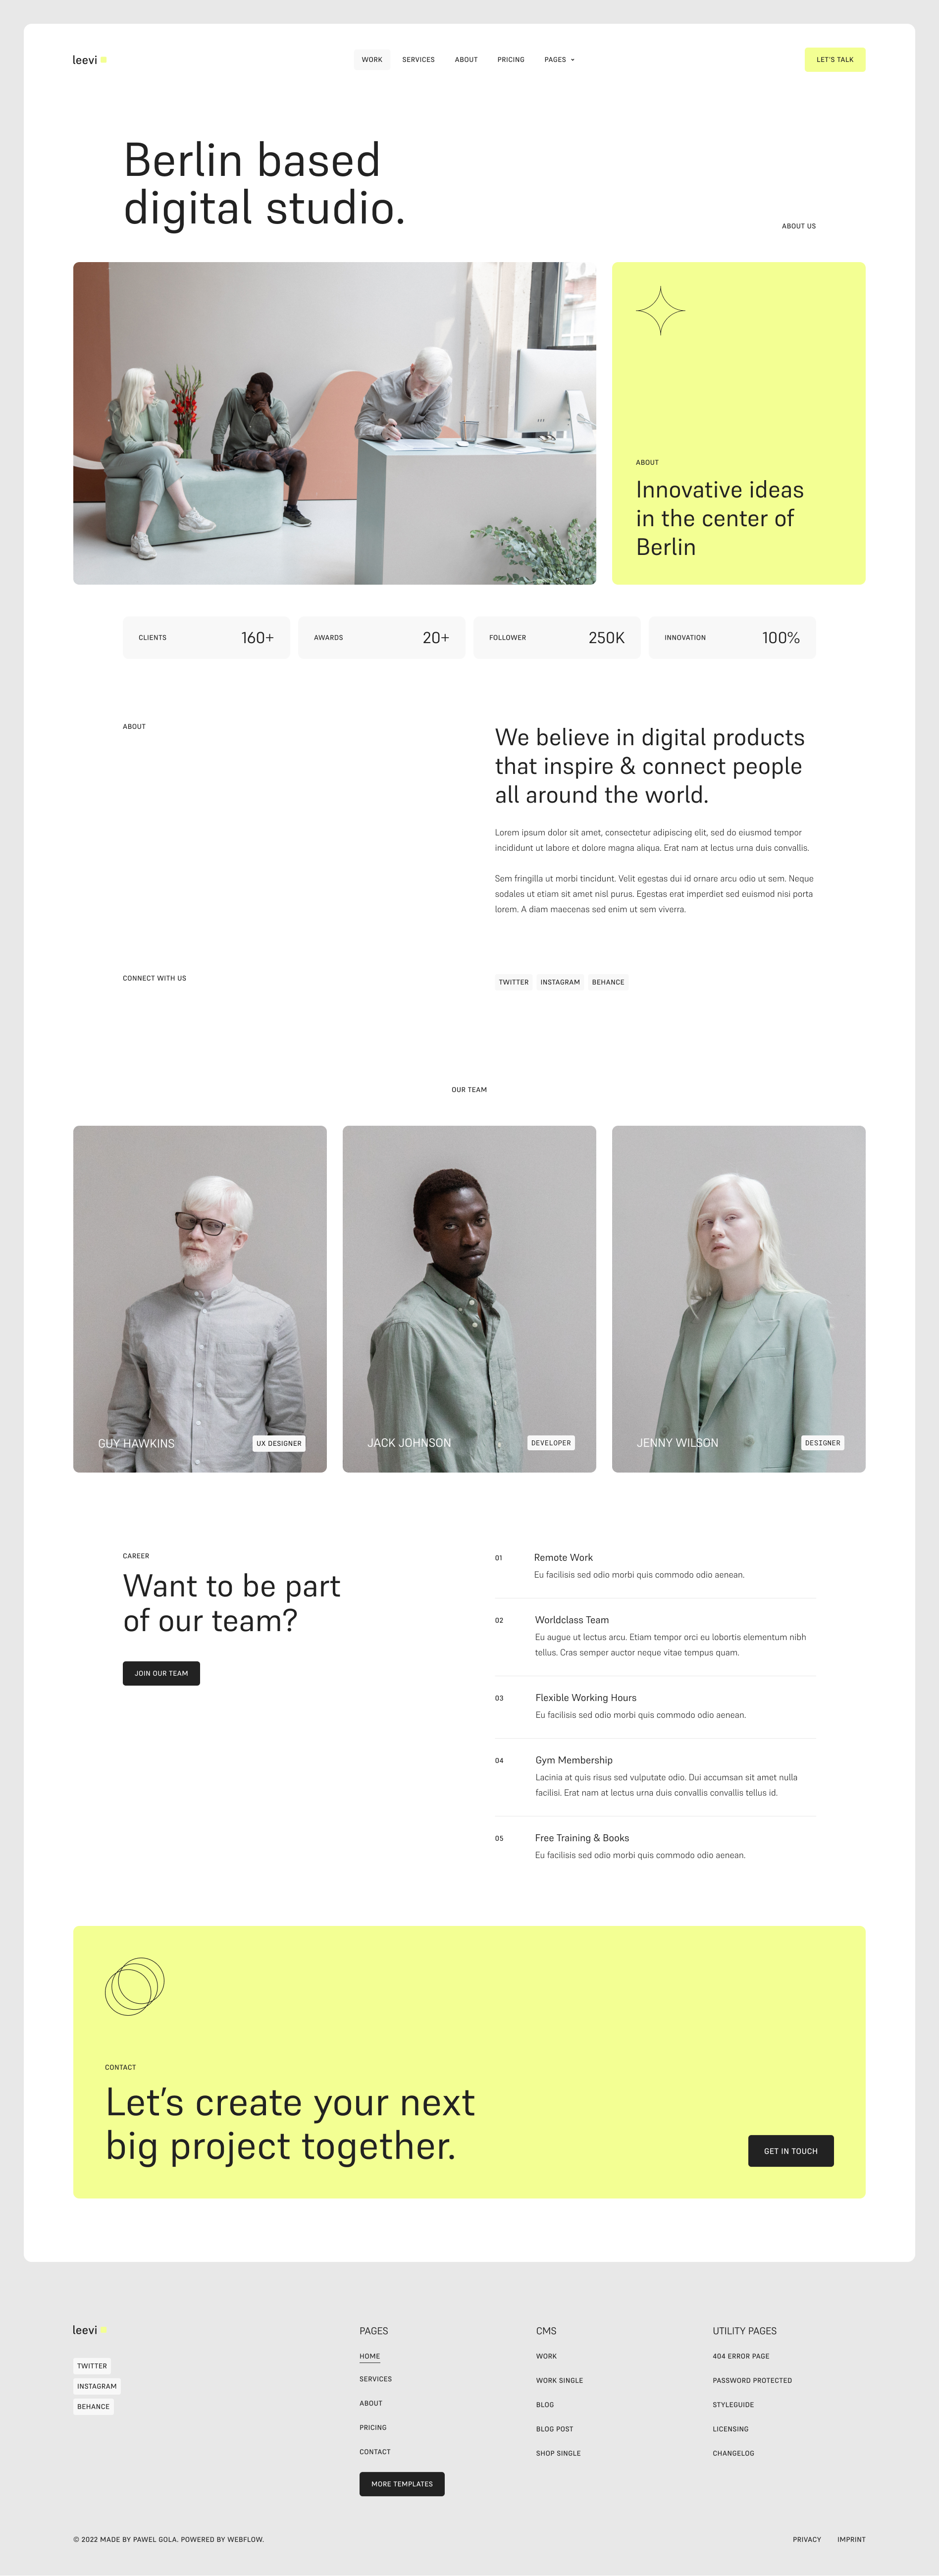 leevi
WORK
SERVICES
ABOUT
PRICING
PAGES
LET'S TALK
Berlin based
digital studio.
ABOUT US
ABOUT
Innovative ideas
in the center of
Berlin
CLIENTS
160+
AWARDS
20+
FOLLOWER
250K
INNOVATION
100%
ABOUT
We believe in digital products
that inspire & connect people
all around the world.
Lorem ipsum dolor sit amet, consectetur adipiscing elit, sed do eiusmod tempor
incididunt ut labore et dolore magna aliqua. Erat nam at lectus urna duis convallis.
Sem fringilla ut morbi tincidunt. Velit egestas dui id ornare arcu odio ut sem. Neque
sodales ut etiam sit amet nisl purus. Egestas erat imperdiet sed euismod nisi porta
lorem. A diam maecenas sed enim ut sem viverra.
CONNECT WITH US
TWITTER
INSTAGRAM
BEHANCE
OUR TEAM
GUY HAWKINS
UX DESIGNER
JACK JOHNSON
DEVELOPER
JENNY WILSON
DESIGNER
CAREER
Want to be part
of our team?
JOIN OUR TEAM
01
Remote Work
Eu facilisis sed odio morbi quis commodo odio aenean.
02
Worldclass Team
Eu augue ut lectus arcu. Etiam tempor orci eu lobortis elementum nibh
tellus. Cras semper auctor neque vitae tempus quam.
03
Flexible Working Hours
Eu facilisis sed odio morbi quis commodo odio aenean.
04
Gym Membership
Lacinia at quis risus sed vulputate odio. Dui accumsan sit amet nulla
facilisi. Erat nam at lectus urna duis convallis convallis tellus id.
05
Free Training & Books
Eu facilisis sed odio morbi quis commodo odio aenean.
CONTACT
Let's create your next
big project together.
GET IN TOUCH
leevi
TWITTER
INSTAGRAM
BEHANCE
PAGES
HOME
SERVICES
ABOUT
PRICING
CONTACT
MORE TEMPLATES
CMS
WORK
WORK SINGLE
BLOG
BLOG POST
SHOP SINGLE
UTILITY PAGES
404 ERROR PAGE
PASSWORD PROTECTED
STYLEGUIDE
LICENSING
CHANGELOG
© 2022 MADE BY PAWEL GOLA. POWERED BY WEBFLOW.
PRIVACY
IMPRINT